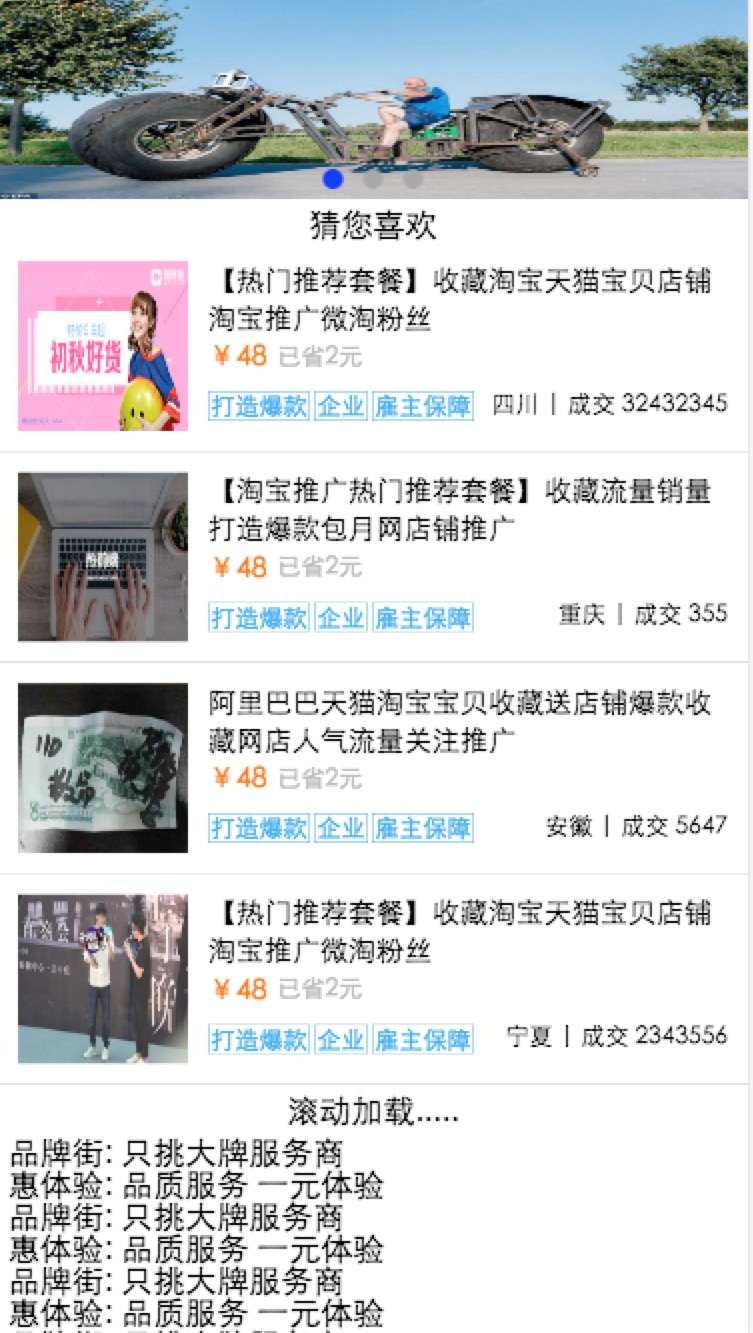 猜您喜欢
初秋好货
【热门推荐套餐】收藏淘宝天猫宝贝店铺
淘宝推广微淘粉丝
￥48 已省2元
打造爆款 企业 雇主保障 四川 | 成交 32432345
【淘宝推广热门推荐套餐】收藏流量销量
打造爆款包月网店铺推广
￥48 已省2元
打造爆款 企业 雇主保障 重庆 | 成交 355
阿里巴巴天猫淘宝宝贝收藏送店铺爆款收
藏网店人气流量关注推广
￥48 已省2元
打造爆款 企业 雇主保障 安徽 | 成交 5647
【热门推荐套餐】收藏淘宝天猫宝贝店铺
淘宝推广微淘粉丝
￥48 已省2元
打造爆款 企业 雇主保障 宁夏 | 成交 2343556
滚动加载.....
品牌街: 只挑大牌服务商
惠体验: 品质服务 一元体验
品牌街: 只挑大牌服务商
惠体验: 品质服务 一元体验
品牌街: 只挑大牌服务商
惠体验: 品质服务 一元体验